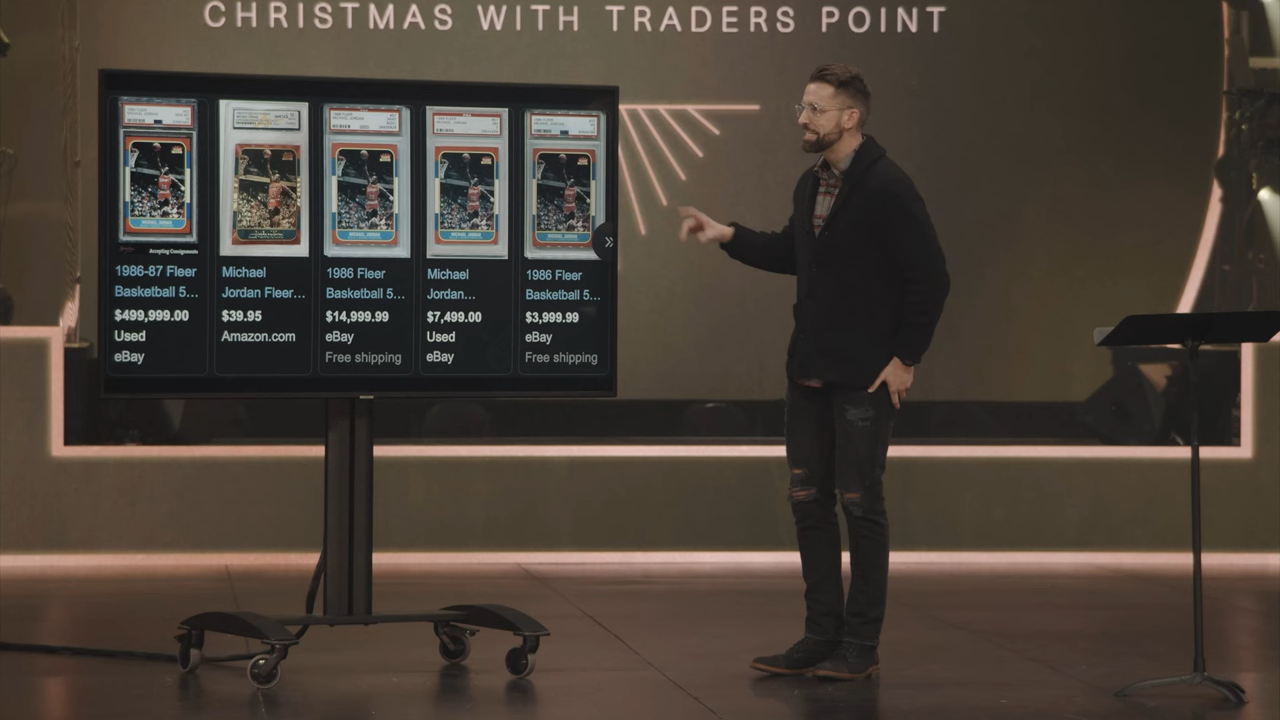 CHRISTMAS WITH TRADERS POINT
Accepting Consignments
1986-87 Fleer
Basketball 5...
$499,999.00
Used
eBay
Michael
Jordan Fleer...
$39.95
Amazon.com
1986 Fleer
Basketball 5...
$14,999.99
eBay
Free shipping
Michael
Jordan...
$7,499.00
Used
eBay
1986 Fleer
Basketball 5...
$3,999.99
eBay
Free shipping